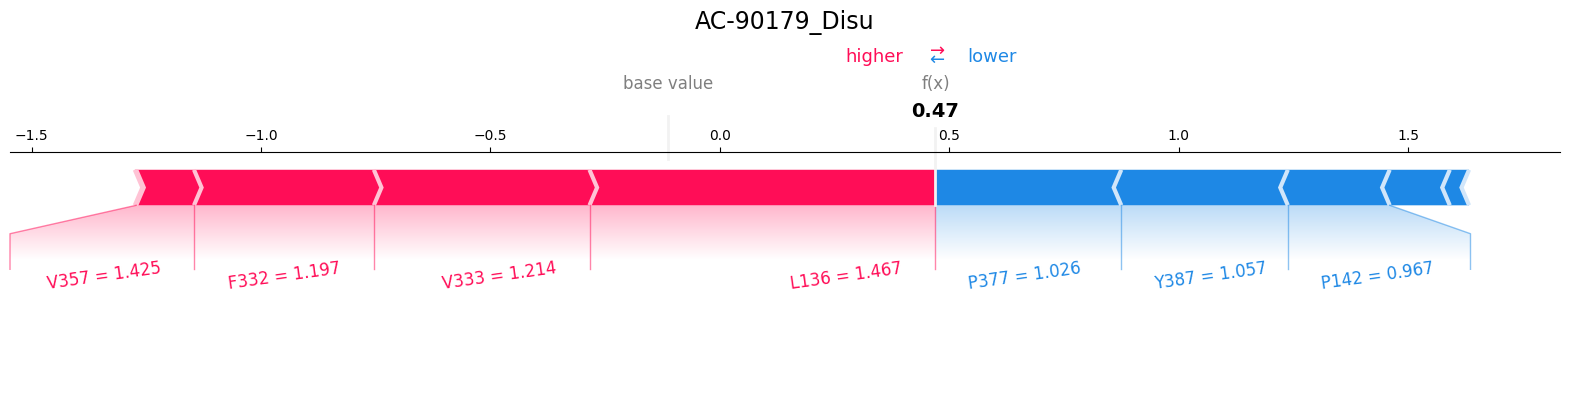 AC-90179_Disu
higher ⇄ lower
base value f(x)
0.47
−1.5 −1.0 −0.5 0.0 0.5 1.0 1.5
V357 = 1.425 F332 = 1.197 V333 = 1.214 L136 = 1.467 P377 = 1.026 Y387 = 1.057 P142 = 0.967